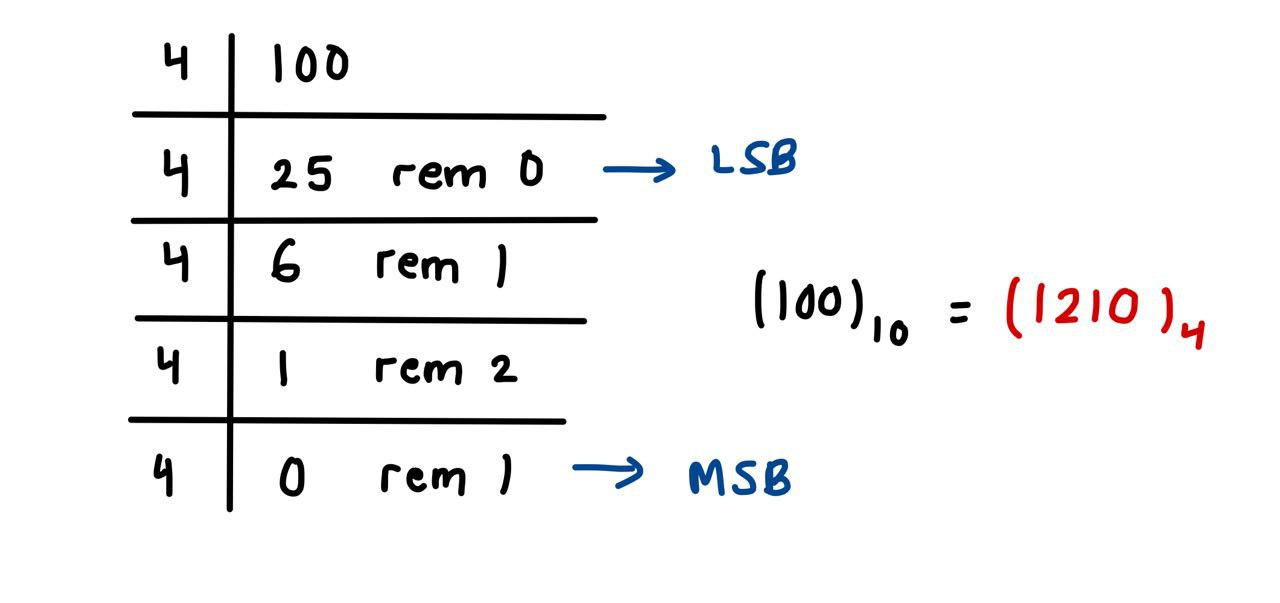 4 100
4 25 rem 0 → LSB
4 6 rem 1
(100)₁₀ = (1210)₄
4 1 rem 2
4 0 rem 1 → MSB